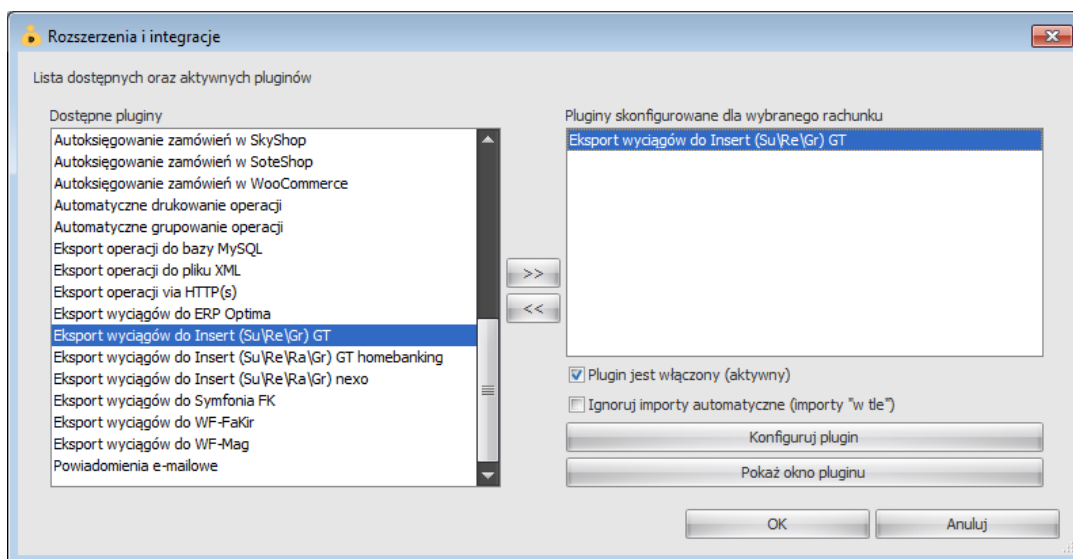 Rozszerzenia i integracje
Lista dostępnych oraz aktywnych pluginów
Dostępne pluginy
Autoksięgowanie zamówień w SkyShop
Autoksięgowanie zamówień w SoteShop
Autoksięgowanie zamówień w WooCommerce
Automatyczne drukowanie operacji
Automatyczne grupowanie operacji
Eksport operacji do bazy MySQL
Eksport operacji do pliku XML
Eksport operacji via HTTP(s)
Eksport wyciągów do ERP Optima
Eksport wyciągów do Insert (Su\Re\Gr) GT
Eksport wyciągów do Insert (Su\Re\Ra\Gr) GT homebanking
Eksport wyciągów do Insert (Su\Re\Ra\Gr) nexo
Eksport wyciągów do Symfonia FK
Eksport wyciągów do WF-FaKir
Eksport wyciągów do WF-Mag
Powiadomienia e-mailowe
>>
<<
Pluginy skonfigurowane dla wybranego rachunku
Eksport wyciągów do Insert (Su\Re\Gr) GT
Plugin jest włączony (aktywny)
Ignoruj importy automatyczne (importy "w tle")
Konfiguruj plugin
Pokaż okno pluginu
OK
Anuluj